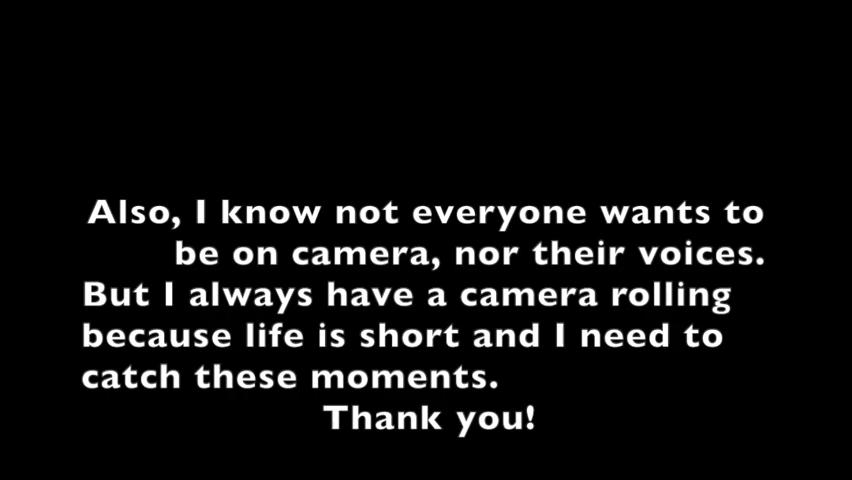 Also, I know not everyone wants to
be on camera, nor their voices.
But I always have a camera rolling
because life is short and I need to
catch these moments.
Thank you!